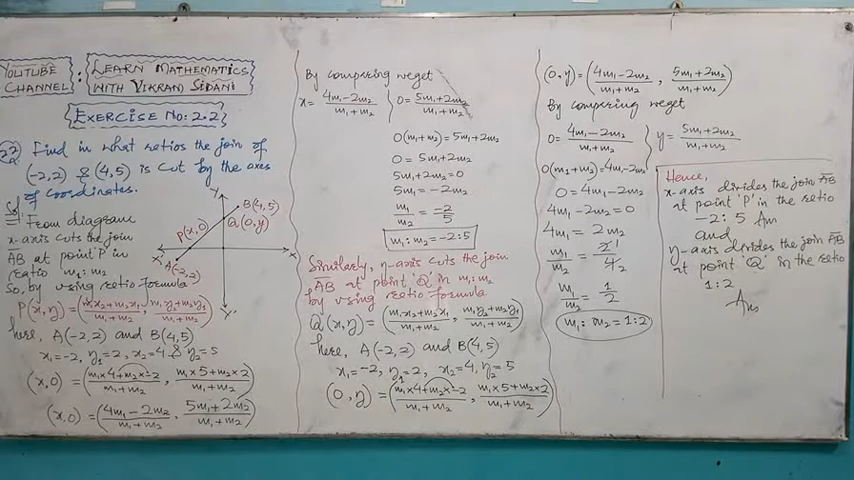 YOUTUBE CHANNEL: LEARN MATHEMATICS
WITH VIKRAM SIDANI
EXERCISE NO: 2.2
Q7 Find in what ratios the join of
(-2,2) & (4,5) is cut by the axes
of coordinates.
Sol: From diagram
x-axis cuts the join
AB at point 'P' in
ratio m₁:m₂
So, by using ratio formula
P(x,y)=((m₁x₂+m₂x₁)/(m₁+m₂), (m₁y₂+m₂y₁)/(m₁+m₂))
here, A(-2,2) and B(4,5)
x₁=-2, y₁=2, x₂=4 & y₂=5
(x,0)=((m₁×4+m₂×-2)/(m₁+m₂), (m₁×5+m₂×2)/(m₁+m₂))
(x,0)=((4m₁-2m₂)/(m₁+m₂), (5m₁+2m₂)/(m₁+m₂))
Y
B(4,5)
Q(0,y)
P(x,0)
X'
X
A(-2,2)
Y'
By comparing we get
x=(4m₁-2m₂)/(m₁+m₂) } 0=(5m₁+2m₂)/(m₁+m₂)
0(m₁+m₂)=5m₁+2m₂
0=5m₁+2m₂
5m₁+2m₂=0
5m₁=-2m₂
m₁/m₂=-2/5
m₁:m₂=-2:5
Similarly, y-axis cuts the join
AB at point 'Q' in m₁:m₂
by using ratio formula
Q(x,y)=((m₁x₂+m₂x₁)/(m₁+m₂), (m₁y₂+m₂y₁)/(m₁+m₂))
here, A(-2,2) and B(4,5)
x₁=-2, y₁=2, x₂=4, y₂=5
(0,y)=((m₁×4+m₂×-2)/(m₁+m₂), (m₁×5+m₂×2)/(m₁+m₂))
(0,y)=((4m₁-2m₂)/(m₁+m₂), (5m₁+2m₂)/(m₁+m₂))
By comparing we get
0=(4m₁-2m₂)/(m₁+m₂) } y=(5m₁+2m₂)/(m₁+m₂)
0(m₁+m₂)=4m₁-2m₂
0=4m₁-2m₂
4m₁-2m₂=0
4m₁=2m₂
m₁/m₂=2¹/4₂
m₁/m₂=1/2
m₁:m₂=1:2
Hence,
x-axis divides the join AB
at point 'P' in the ratio
-2:5 Ans
and
y-axis divides the join AB
at point 'Q' in the ratio
1:2
Ans